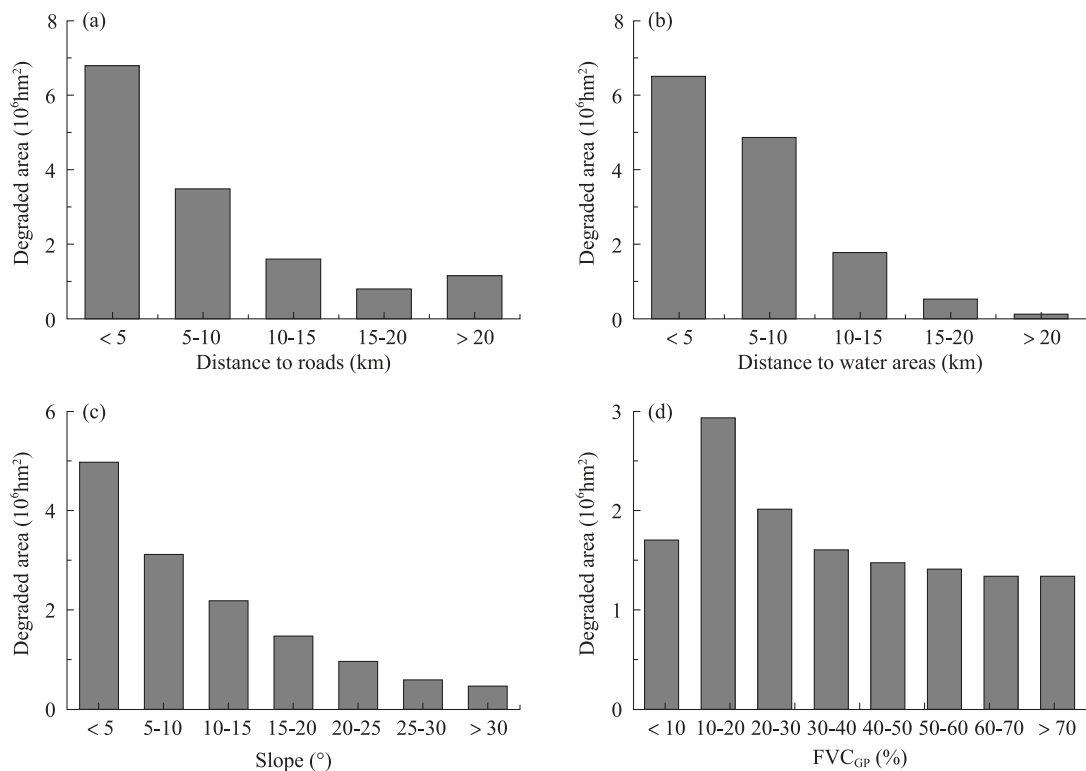 (a)
Degraded area (10⁶hm²)
8
6
4
2
0
< 5 5-10 10-15 15-20 > 20
Distance to roads (km)
(b)
Degraded area (10⁶hm²)
8
6
4
2
0
< 5 5-10 10-15 15-20 > 20
Distance to water areas (km)
(c)
Degraded area (10⁶hm²)
6
4
2
0
< 5 5-10 10-15 15-20 20-25 25-30 > 30
Slope (°)
(d)
Degraded area (10⁶hm²)
3
2
1
0
< 10 10-20 20-30 30-40 40-50 50-60 60-70 > 70
FVC_GP (%)